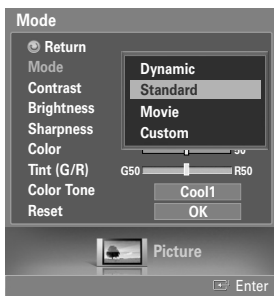 Mode
Return
Mode
Contrast
Brightness
Sharpness
Color
Tint (G/R) G50 R50
Color Tone Cool1
Reset OK
Dynamic
Standard
Movie
Custom
Picture
Enter